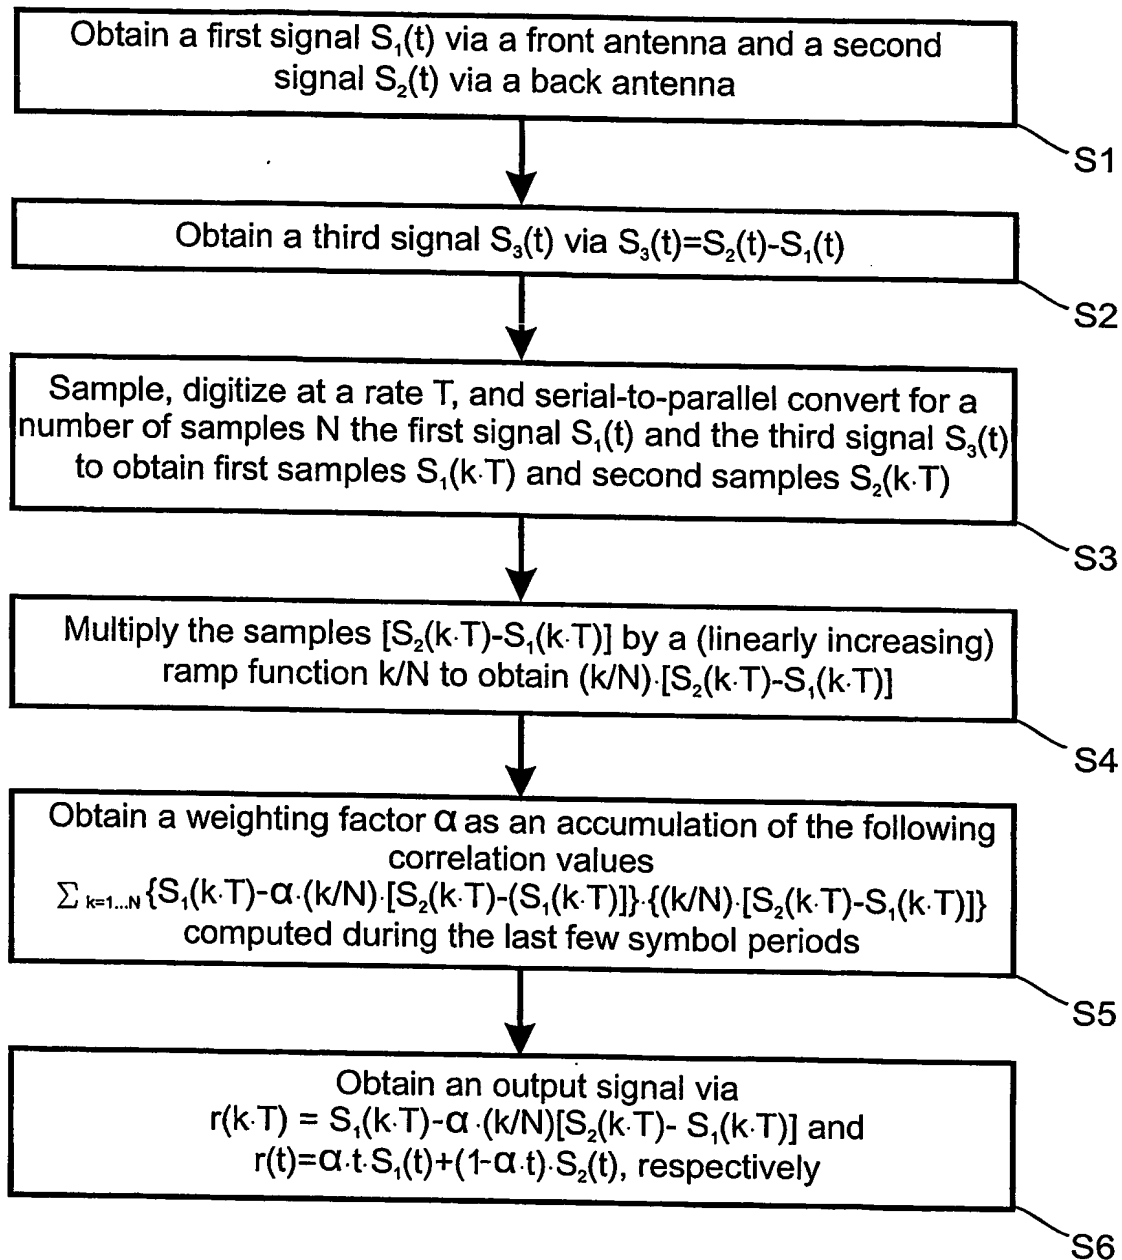 Obtain a first signal S₁(t) via a front antenna and a second
signal S₂(t) via a back antenna
S1
Obtain a third signal S₃(t) via S₃(t)=S₂(t)-S₁(t)
S2
Sample, digitize at a rate T, and serial-to-parallel convert for a
number of samples N the first signal S₁(t) and the third signal S₃(t)
to obtain first samples S₁(k·T) and second samples S₂(k·T)
S3
Multiply the samples [S₂(k·T)-S₁(k·T)] by a (linearly increasing)
ramp function k/N to obtain (k/N)·[S₂(k·T)-S₁(k·T)]
S4
Obtain a weighting factor α as an accumulation of the following
correlation values
∑ k=1...N {S₁(k·T)-α·(k/N)·[S₂(k·T)-(S₁(k·T)]}·{(k/N)·[S₂(k·T)-S₁(k·T)]}
computed during the last few symbol periods
S5
Obtain an output signal via
r(k·T) = S₁(k·T)-α·(k/N)[S₂(k·T)- S₁(k·T)] and
r(t)=α·t·S₁(t)+(1-α·t)·S₂(t), respectively
S6